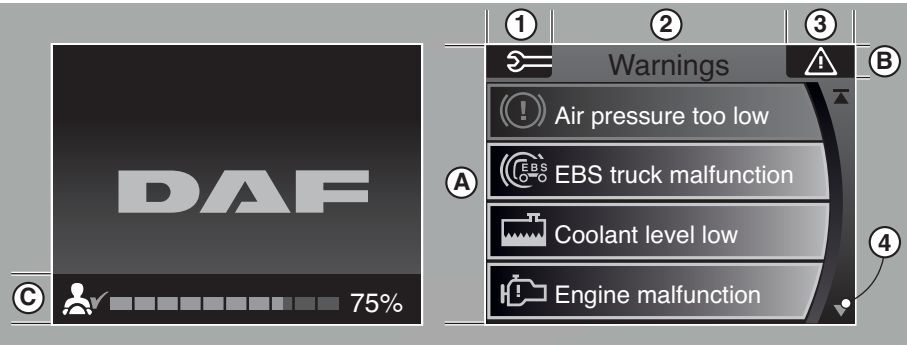 1 2 3
Warnings
B
Air pressure too low
A
EBS EBS truck malfunction
DAF
Coolant level low
4
C
75%
Engine malfunction